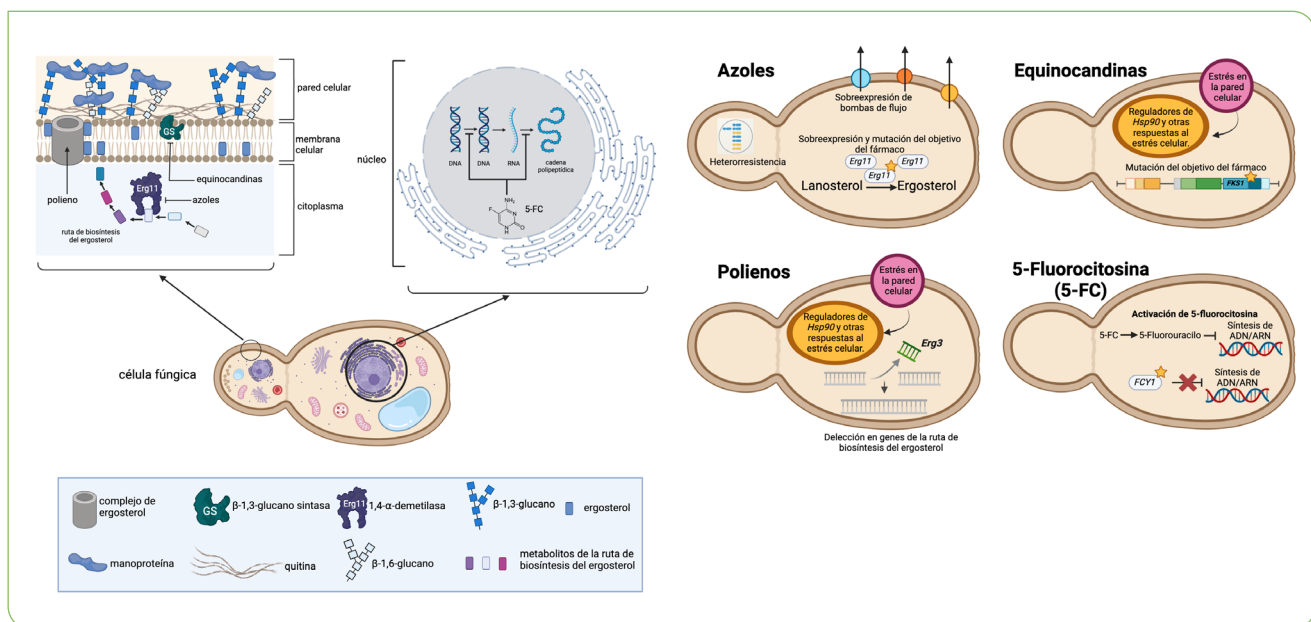 pared celular
membrana
celular
citoplasma
GS
equinocandinas
polieno
Erg11
azoles
ruta de biosíntesis
del ergosterol
núcleo
DNA
DNA
RNA
cadena
polipeptídica
NH₂
F
N
N
H
O
5-FC
célula fúngica
complejo de
ergosterol
GS
β-1,3-glucano sintasa
Erg11
1,4-α-demetilasa
β-1,3-glucano
ergosterol
manoproteína
quitina
β-1,6-glucano
metabolitos de la ruta de
biosíntesis del ergosterol
Azoles
Sobreexpresión de
bombas de flujo
Heterorresistencia
Sobreexpresión y mutación del objetivo
del fármaco
Erg11
Erg11
Erg11
Lanosterol
Ergosterol
Equinocandinas
Estrés en
la pared
celular
Reguladores de
Hsp90 y otras
respuestas al
estrés celular.
Mutación del objetivo del fármaco
FKS1
Polienos
Estrés en
la pared
celular
Reguladores de
Hsp90 y otras
respuestas al
estrés celular.
Erg3
Delección en genes de la ruta de
biosíntesis del ergosterol
5-Fluorocitosina
(5-FC)
Activación de 5-fluorocitosina
5-FC
5-Fluorouracilo
Síntesis de
ADN/ARN
FCY1
Síntesis de
ADN/ARN